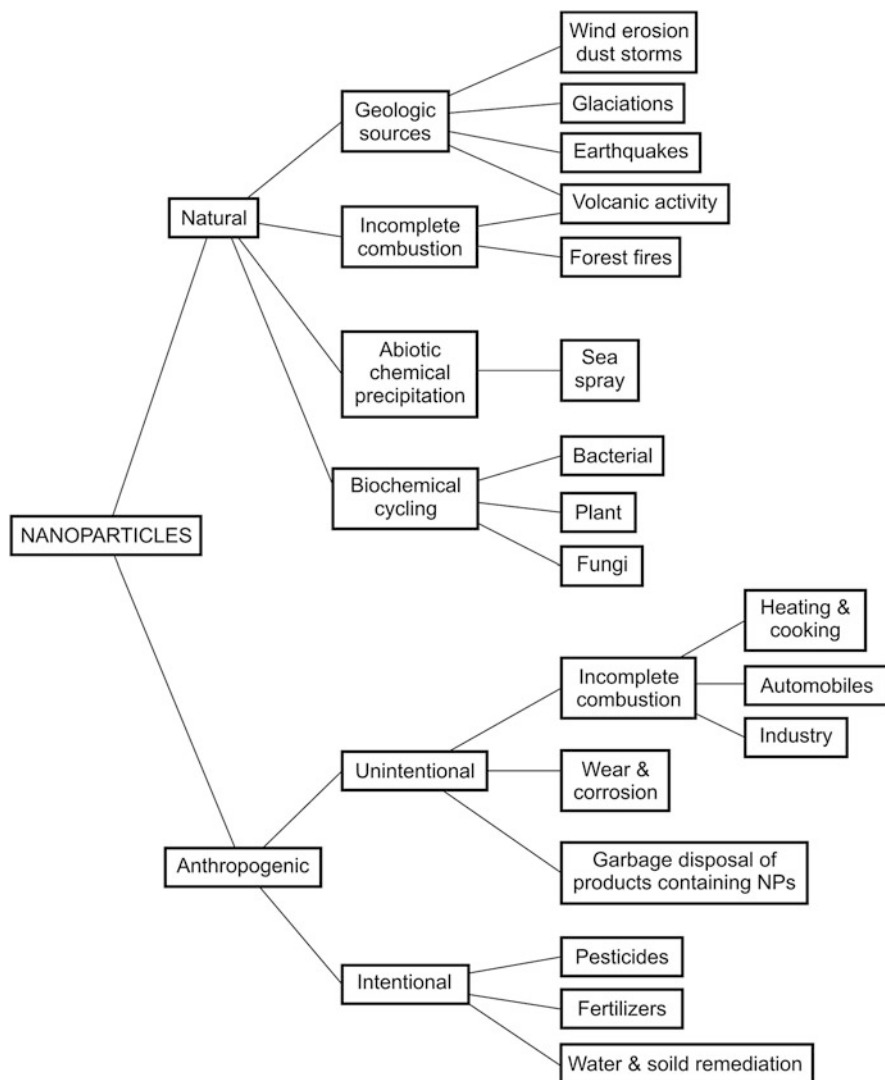 Wind erosion
dust storms
Geologic
sources
Glaciations
Earthquakes
Natural
Volcanic activity
Incomplete
combustion
Forest fires
Abiotic
chemical
precipitation
Sea
spray
Biochemical
cycling
Bacterial
Plant
Fungi
NANOPARTICLES
Heating &
cooking
Incomplete
combustion
Automobiles
Industry
Unintentional
Wear &
corrosion
Anthropogenic
Garbage disposal of
products containing NPs
Intentional
Pesticides
Fertilizers
Water & soild remediation